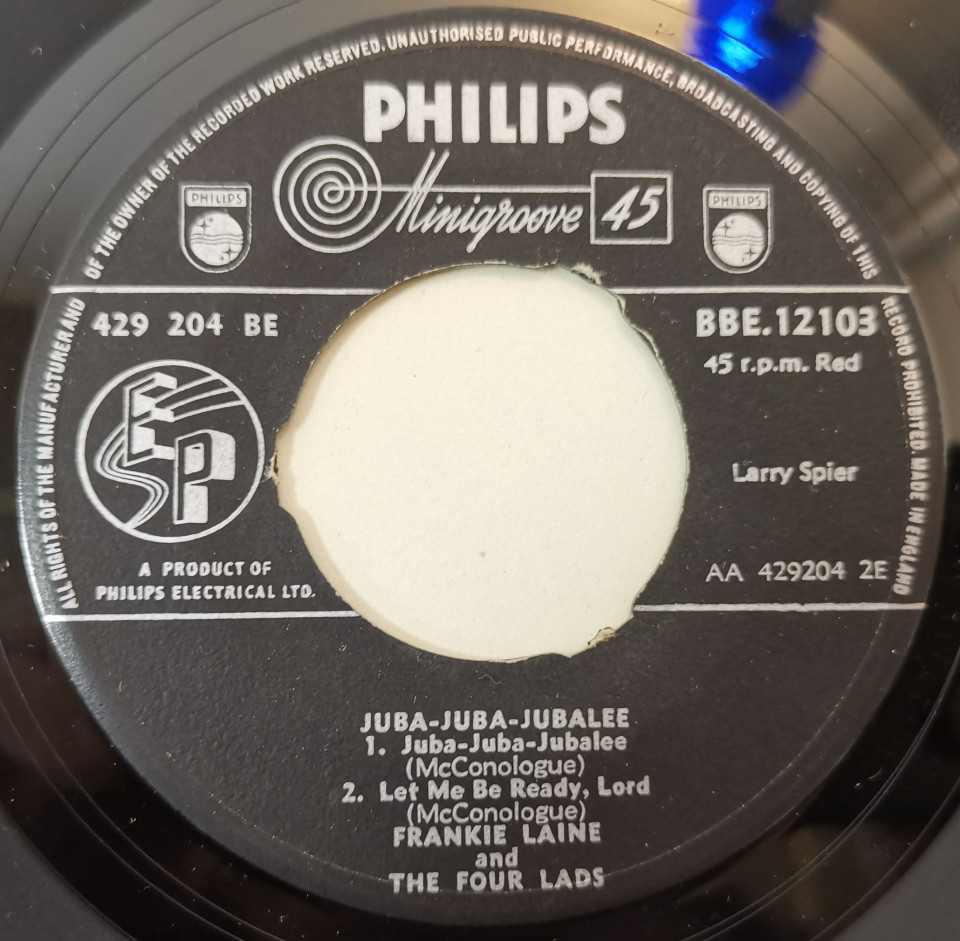 ALL RIGHTS OF THE MANUFACTURER AND OF THE OWNER OF THE RECORDED WORK RESERVED. UNAUTHORISED PUBLIC PERFORMANCE, BROADCASTING AND COPYING OF THIS RECORD PROHIBITED. MADE IN ENGLAND
PHILIPS
Minigroove 45
PHILIPS
PHILIPS
429 204 BE
BBE.12103
45 r.p.m. Red
EP
Larry Spier
A PRODUCT OF
PHILIPS ELECTRICAL LTD.
AA 429204 2E
JUBA-JUBA-JUBALEE
1. Juba-Juba-Jubalee
(McConologue)
2. Let Me Be Ready, Lord
(McConologue)
FRANKIE LAINE
and
THE FOUR LADS